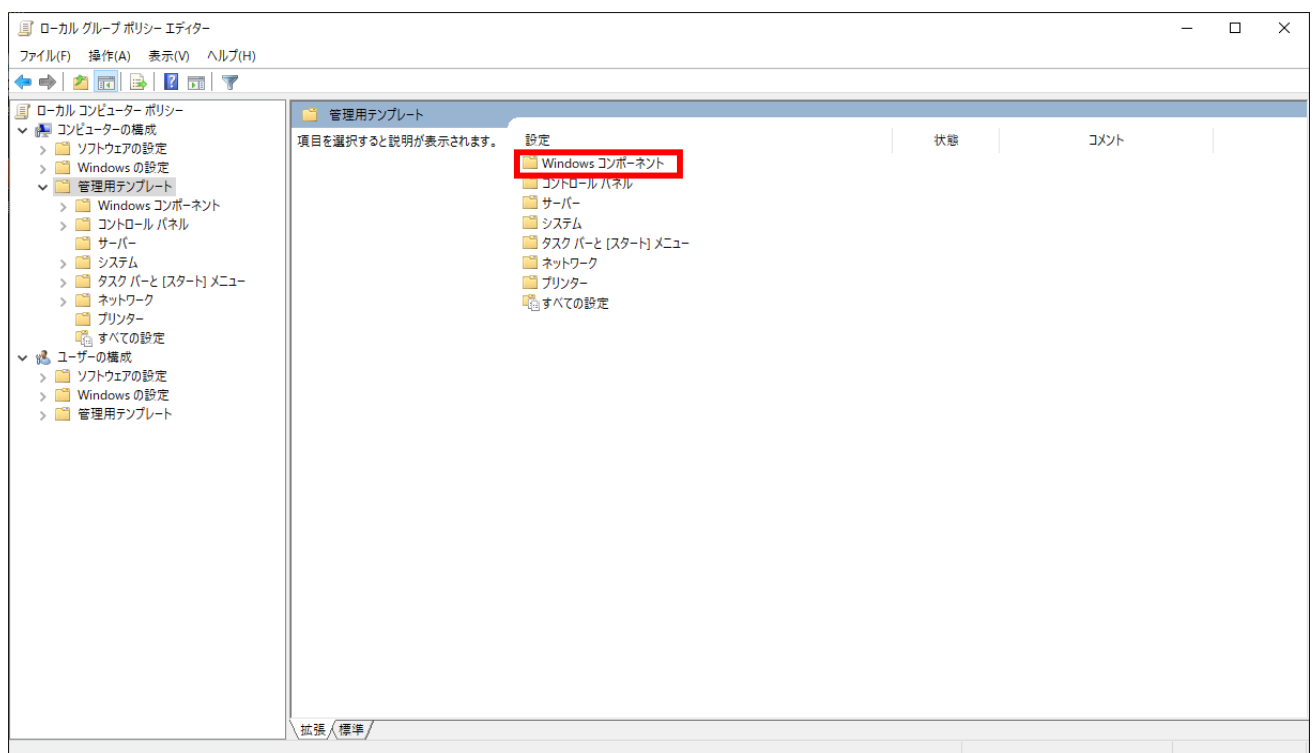 ローカル グループ ポリシー エディター
ファイル(F) 操作(A) 表示(V) ヘルプ(H)
ローカル コンピューター ポリシー
コンピューターの構成
ソフトウェアの設定
Windows の設定
管理用テンプレート
Windows コンポーネント
コントロール パネル
サーバー
システム
タスク バーと [スタート] メニュー
ネットワーク
プリンター
すべての設定
ユーザーの構成
ソフトウェアの設定
Windows の設定
管理用テンプレート
管理用テンプレート
項目を選択すると説明が表示されます。
設定 状態 コメント
Windows コンポーネント
コントロール パネル
サーバー
システム
タスク バーと [スタート] メニュー
ネットワーク
プリンター
すべての設定
拡張 標準